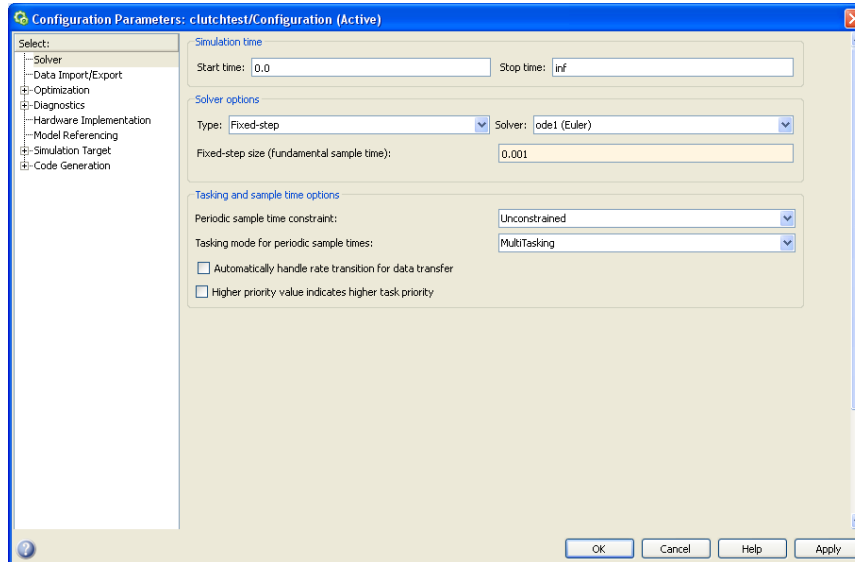 Configuration Parameters: clutchtest/Configuration (Active)
Select:
Solver
Data Import/Export
Optimization
Diagnostics
Hardware Implementation
Model Referencing
Simulation Target
Code Generation
Simulation time
Start time: 0.0 Stop time: inf
Solver options
Type: Fixed-step Solver: ode1 (Euler)
Fixed-step size (fundamental sample time): 0.001
Tasking and sample time options
Periodic sample time constraint: Unconstrained
Tasking mode for periodic sample times: MultiTasking
Automatically handle rate transition for data transfer
Higher priority value indicates higher task priority
? OK Cancel Help Apply